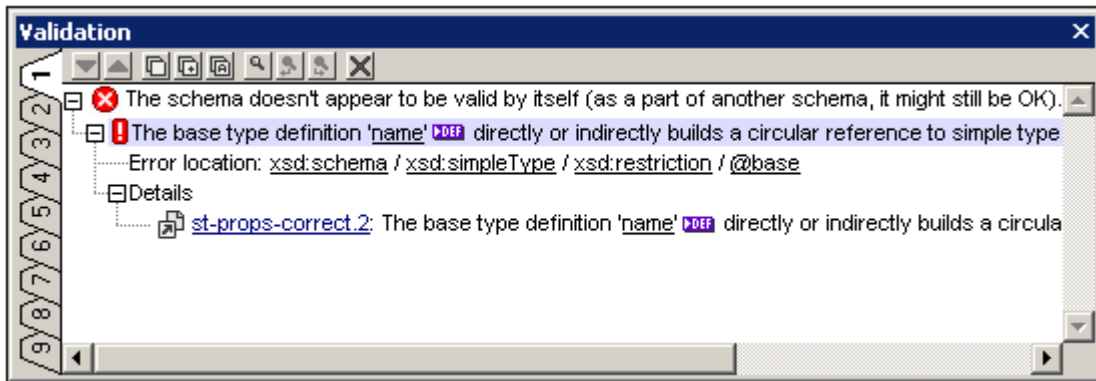 Validation
1
2
3
4
5
6
7
8
9
The schema doesn't appear to be valid by itself (as a part of another schema, it might still be OK).
The base type definition 'name' DEF directly or indirectly builds a circular reference to simple type
Error location: xsd:schema / xsd:simpleType / xsd:restriction / @base
Details
st-props-correct.2: The base type definition 'name' DEF directly or indirectly builds a circula